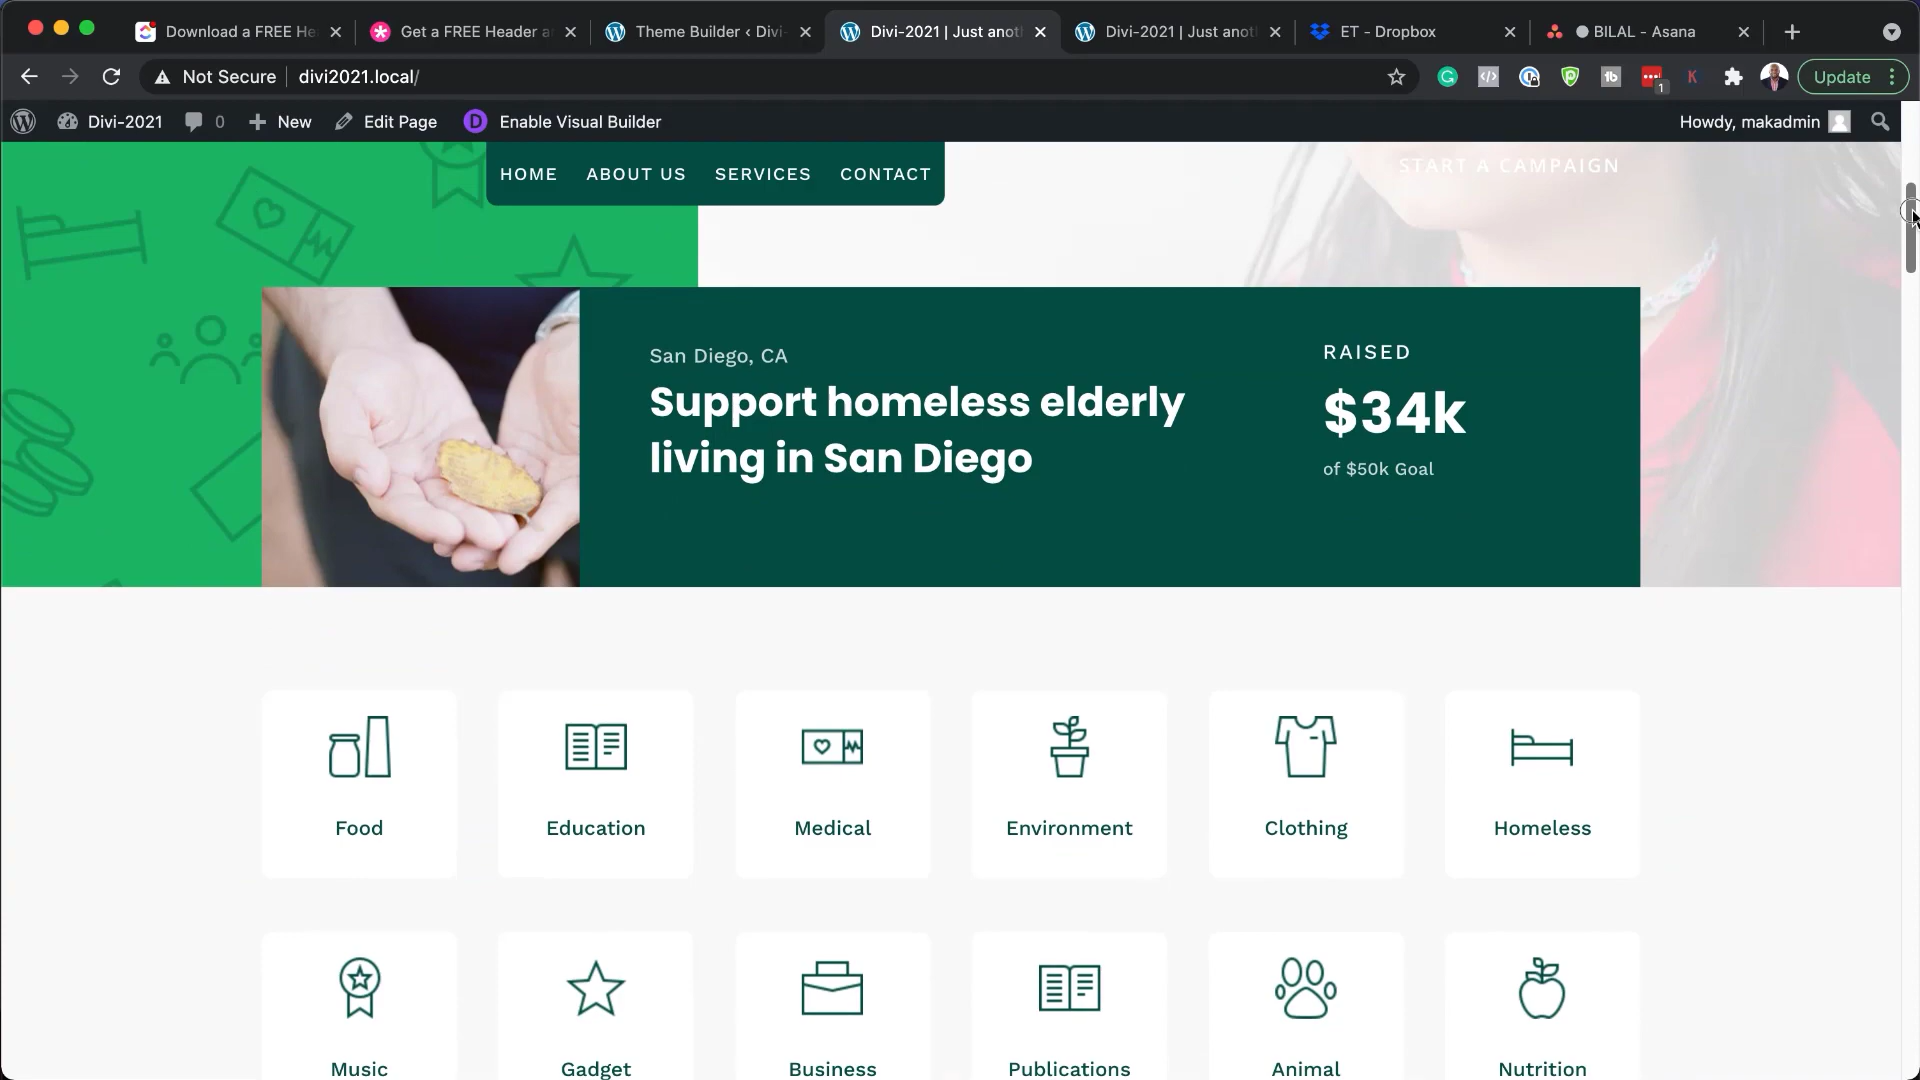 Download a FREE He
Get a FREE Header a
Theme Builder ‹ Divi-
Divi-2021 | Just anot
Divi-2021 | Just anot
ET - Dropbox
BILAL - Asana
Not Secure
divi2021.local/
1
K
Update
Divi-2021
0
New
Edit Page
D
Enable Visual Builder
Howdy, makadmin
HOME
ABOUT US
SERVICES
CONTACT
START A CAMPAIGN
San Diego, CA
Support homeless elderly
living in San Diego
RAISED
$34k
of $50k Goal
Food
Education
Medical
Environment
Clothing
Homeless
Music
Gadget
Business
Publications
Animal
Nutrition